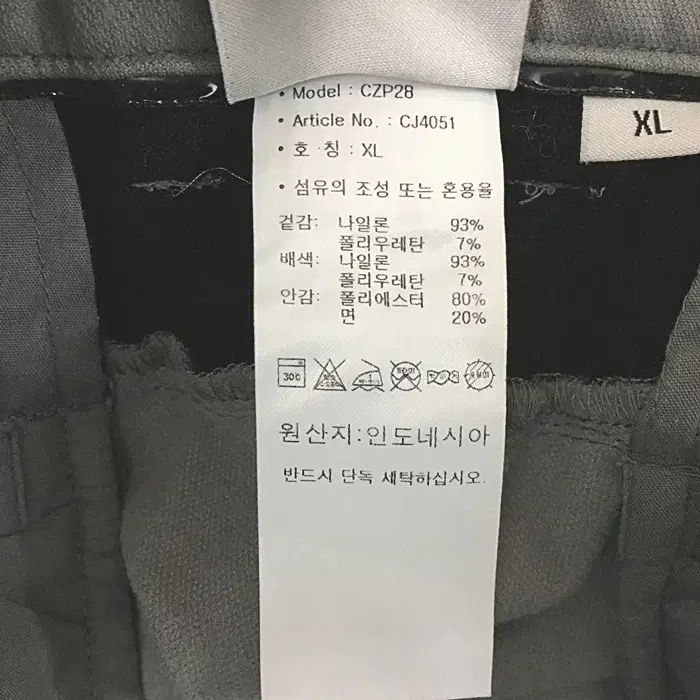 • Model : CZP28
• Article No. : CJ4051
• 호 칭 : XL
XL
• 섬유의 조성 또는 혼용율
겉감: 나일론 93%
폴리우레탄 7%
배색: 나일론 93%
폴리우레탄 7%
안감: 폴리에스터 80%
면 20%
30℃
원산지:인도네시아
반드시 단독 세탁하십시오.